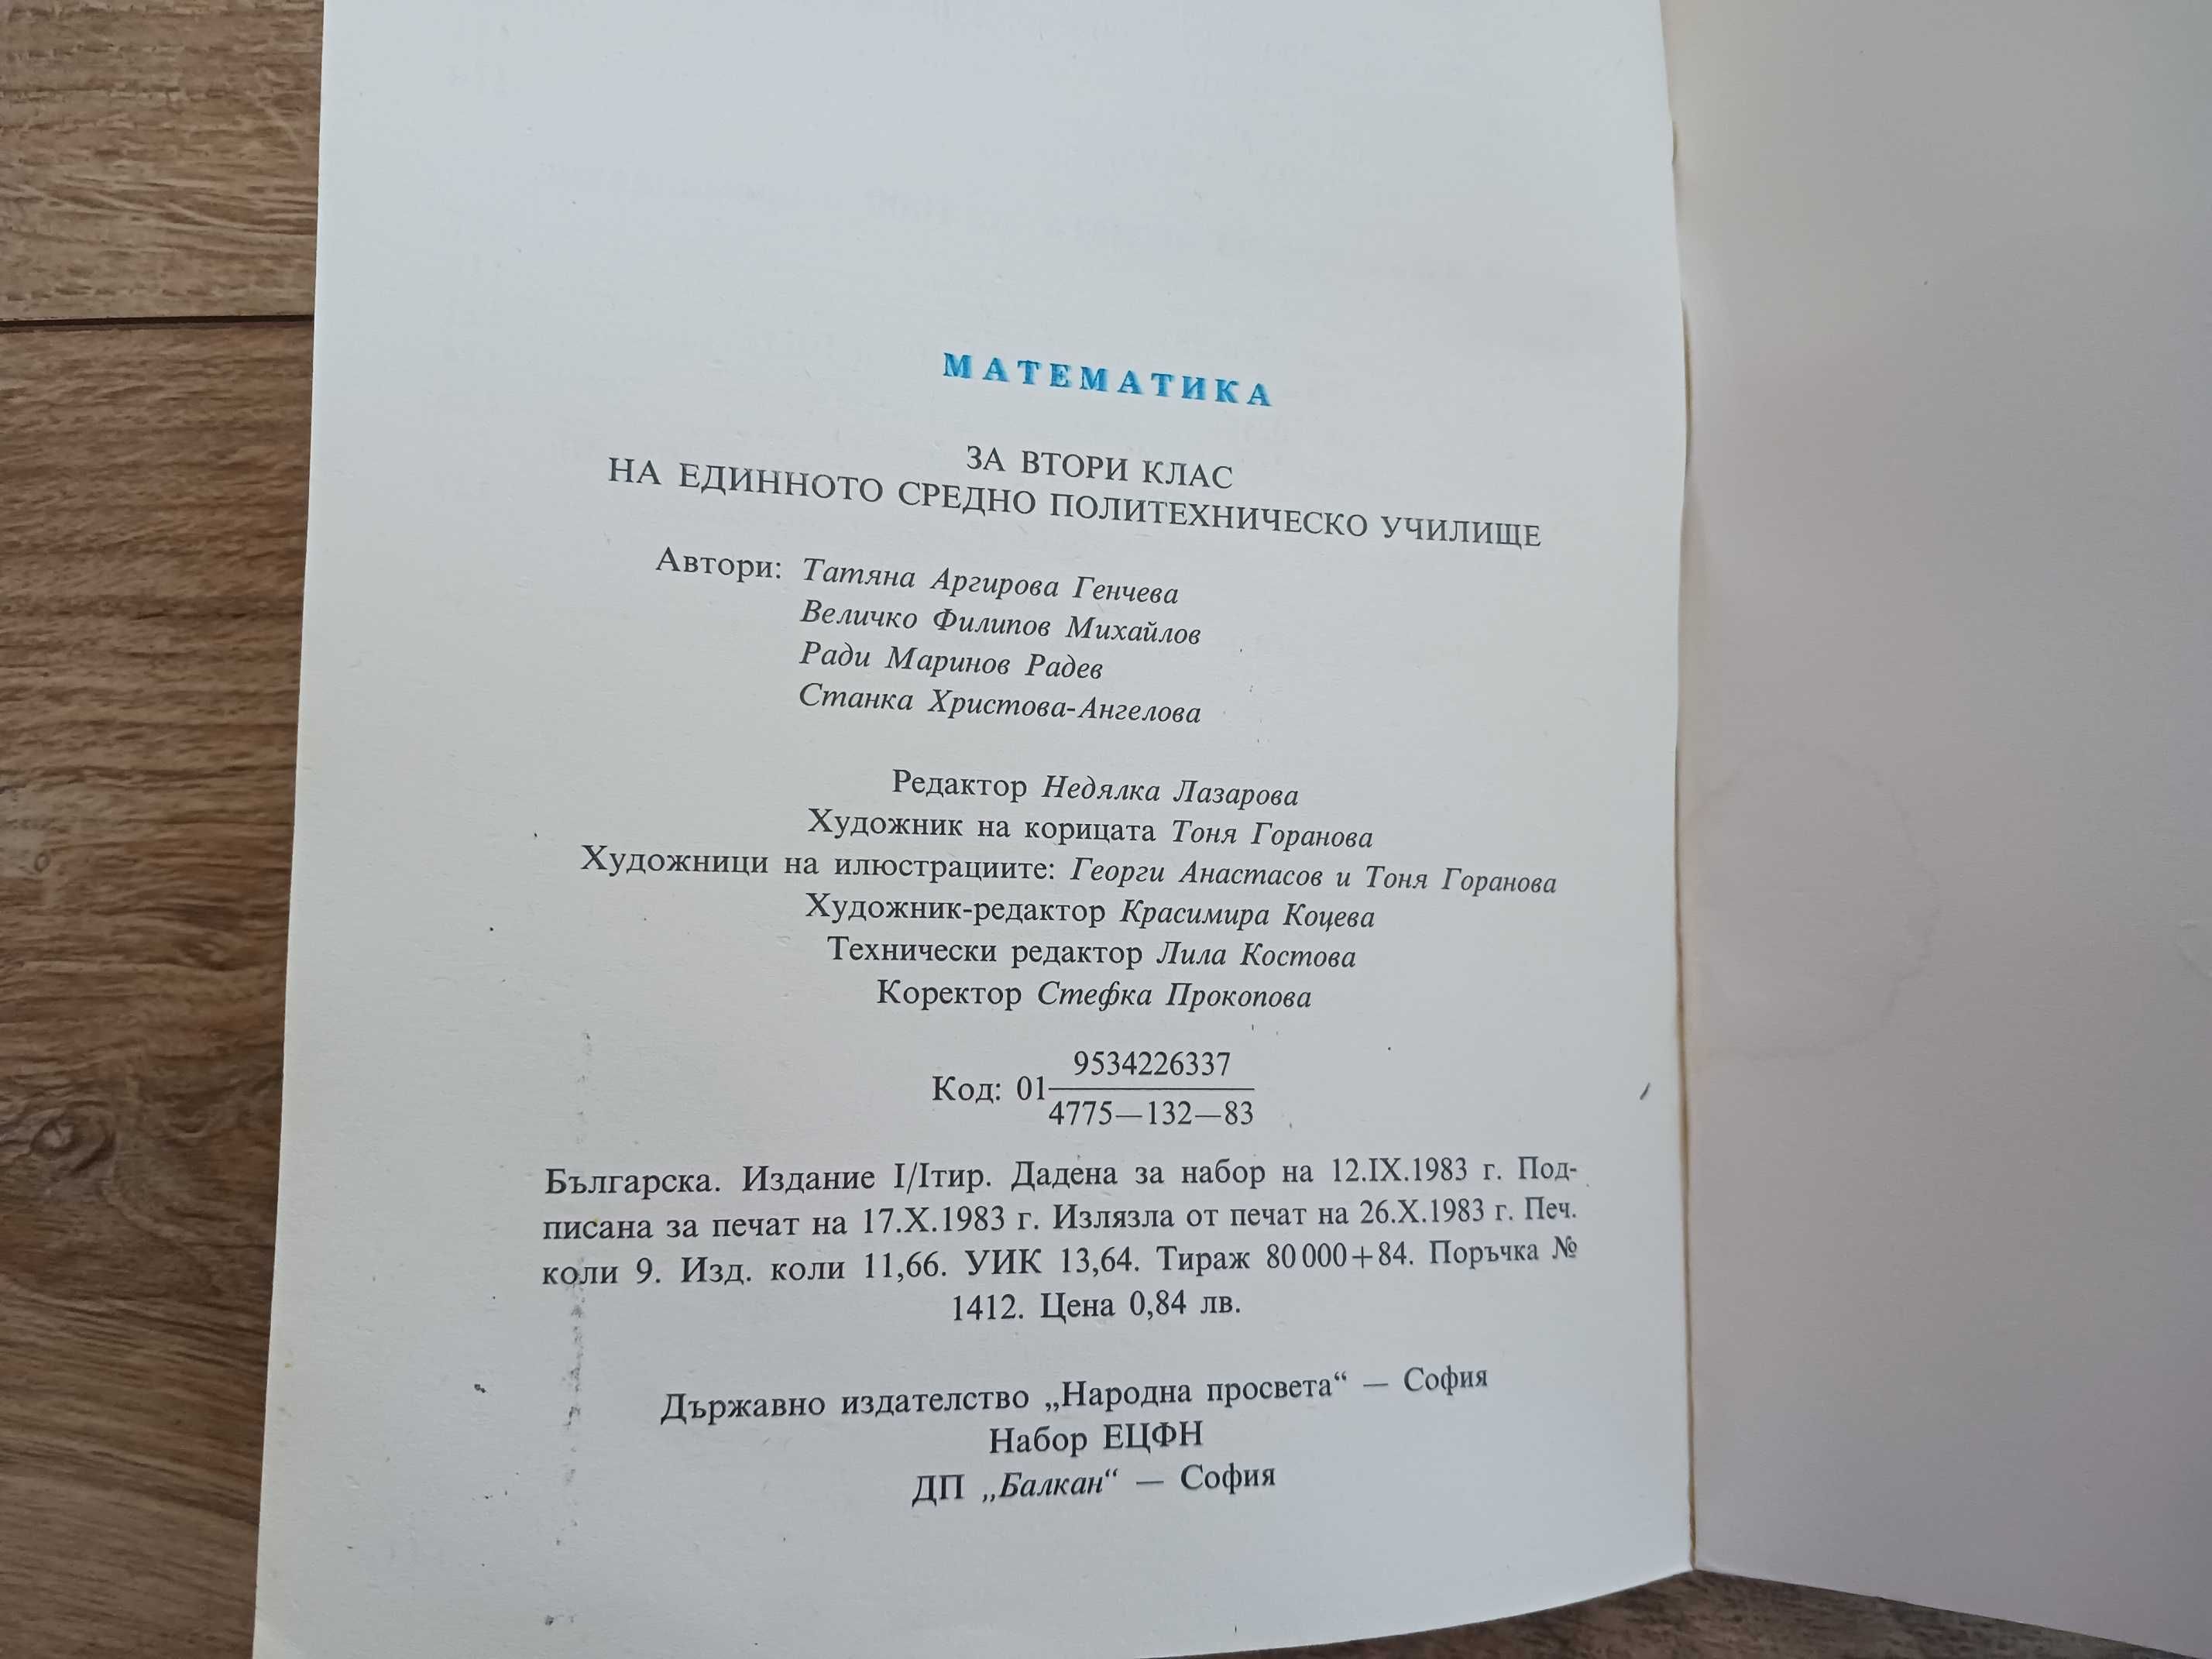 МАТЕМАТИКА
ЗА ВТОРИ КЛАС
НА ЕДИННОТО СРЕДНО ПОЛИТЕХНИЧЕСКО УЧИЛИЩЕ
Автори: Татяна Аргирова Генчева
Величко Филипов Михайлов
Ради Маринов Радев
Станка Христова-Ангелова
Редактор Недялка Лазарова
Художник на корицата Тоня Горанова
Художници на илюстрациите: Георги Анастасов и Тоня Горанова
Художник-редактор Красимира Коцева
Технически редактор Лила Костова
Коректор Стефка Прокопова
9534226337
Код: 01
4775—132—83
Българска. Издание I/Iтир. Дадена за набор на 12.IX.1983 г. Под-
писана за печат на 17.X.1983 г. Излязла от печат на 26.X.1983 г. Печ.
коли 9. Изд. коли 11,66. УИК 13,64. Тираж 80 000+84. Поръчка №
1412. Цена 0,84 лв.
Държавно издателство „Народна просвета“ — София
Набор ЕЦФН
ДП „Балкан“ — София